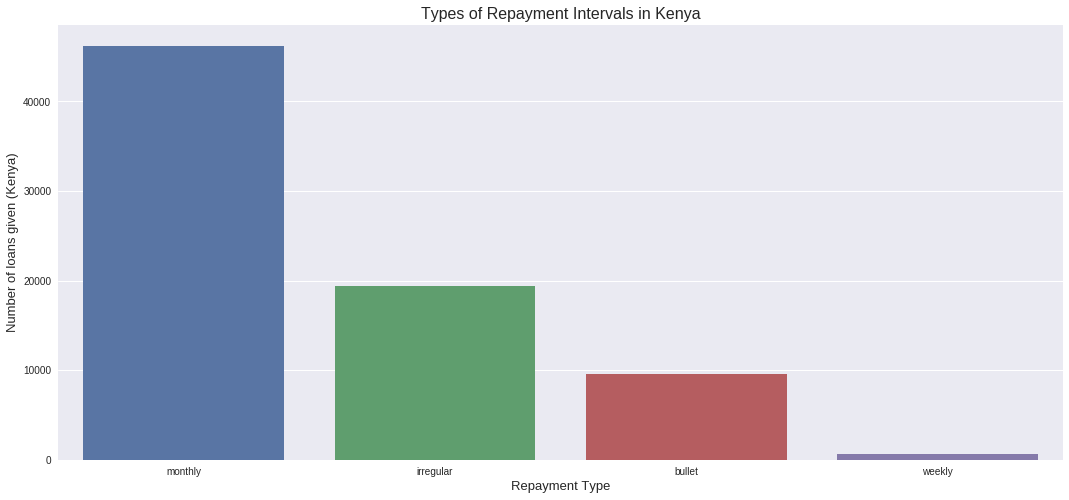 Types of Repayment Intervals in Kenya
Number of loans given (Kenya)
40000
30000
20000
10000
0
monthly
irregular
bullet
weekly
Repayment Type